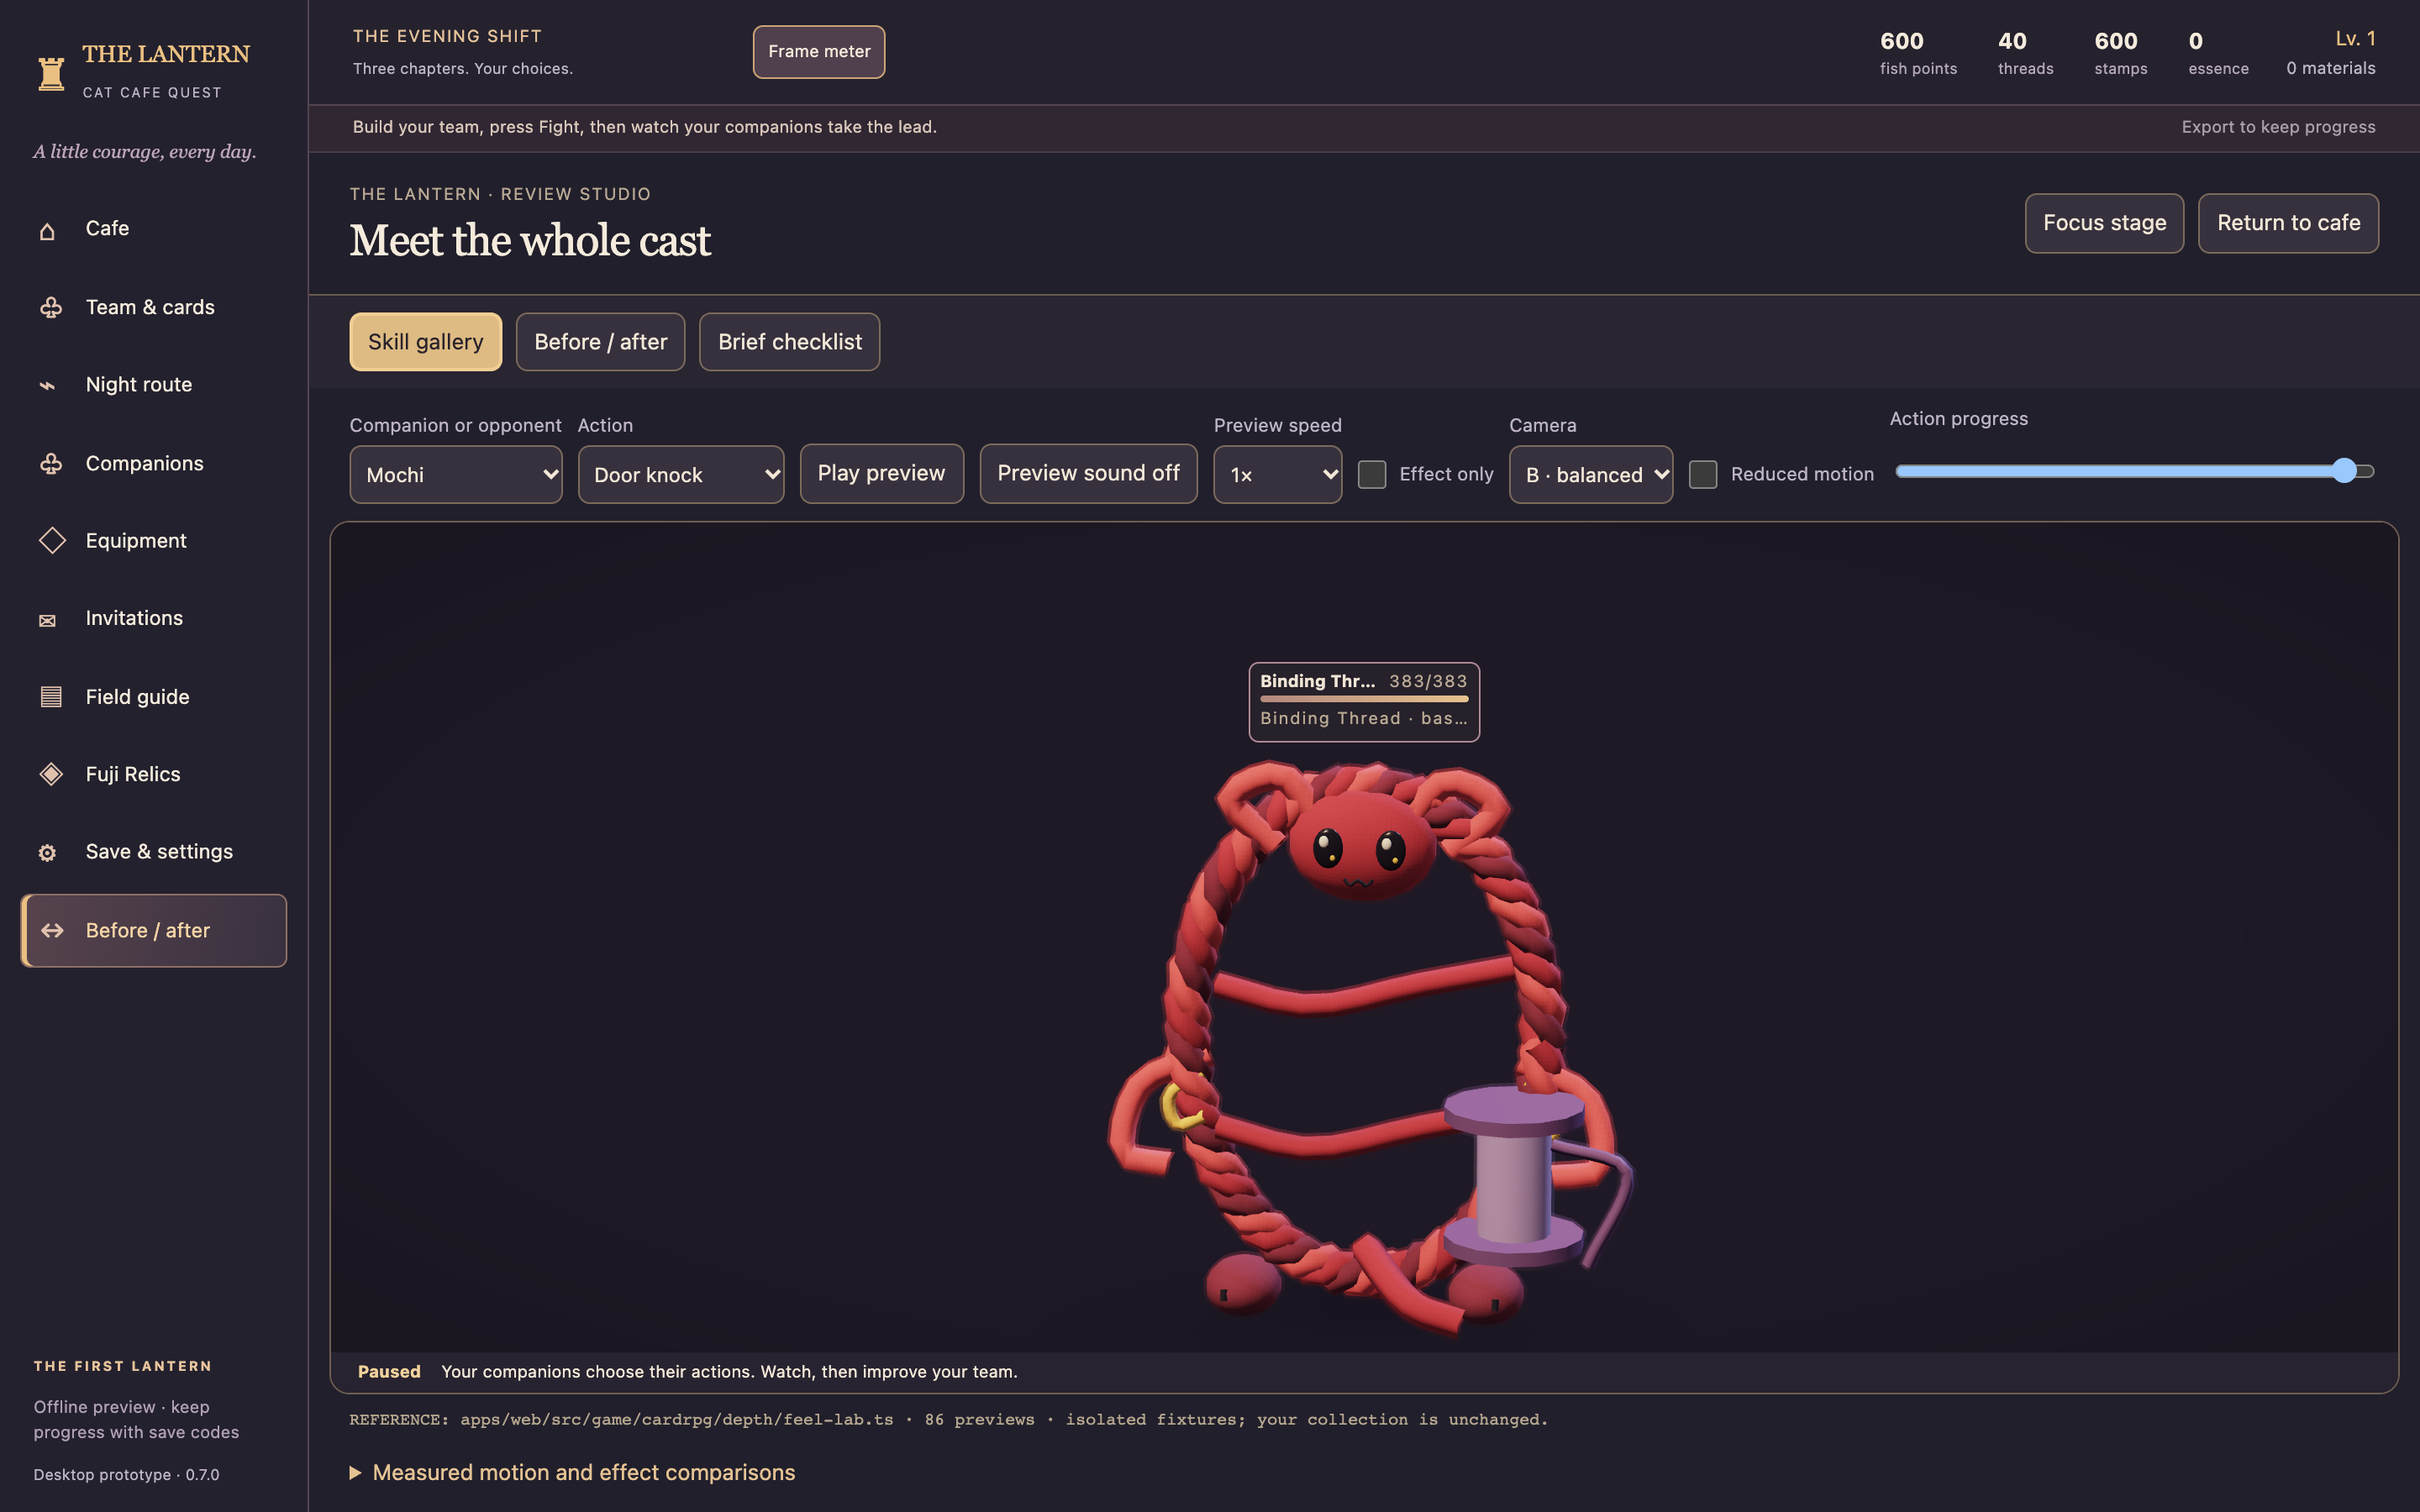 THE LANTERN
CAT CAFE QUEST
A little courage, every day.
Cafe
Team & cards
Night route
Companions
Equipment
Invitations
Field guide
Fuji Relics
Save & settings
Before / after
THE FIRST LANTERN
Offline preview · keep
progress with save codes
Desktop prototype · 0.7.0
THE EVENING SHIFT
Three chapters. Your choices.
Frame meter
600
fish points
40
threads
600
stamps
0
essence
Lv. 1
0 materials
Build your team, press Fight, then watch your companions take the lead.
Export to keep progress
THE LANTERN · REVIEW STUDIO
Meet the whole cast
Focus stage
Return to cafe
Skill gallery
Before / after
Brief checklist
Companion or opponent
Mochi
Action
Door knock
Play preview
Preview sound off
Preview speed
1×
Effect only
Camera
B · balanced
Reduced motion
Action progress
Binding Thr... 383/383
Binding Thread · bas...
Paused Your companions choose their actions. Watch, then improve your team.
REFERENCE: apps/web/src/game/cardrpg/depth/feel-lab.ts · 86 previews · isolated fixtures; your collection is unchanged.
Measured motion and effect comparisons